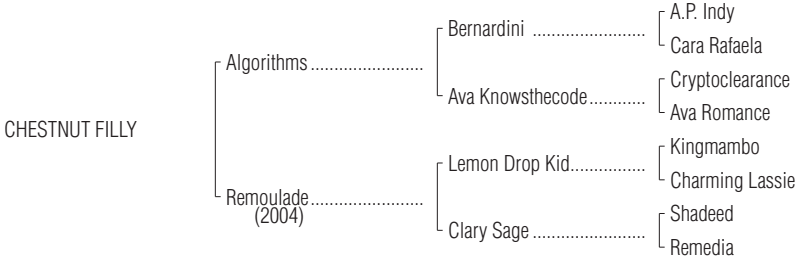 A.P. Indy
Bernardini ........................
Cara Rafaela
Algorithms ........................
Cryptoclearance
Ava Knowsthecode............
Ava Romance
CHESTNUT FILLY
Kingmambo
Lemon Drop Kid................
Charming Lassie
Remoulade ........................
(2004)
Shadeed
Clary Sage ........................
Remedia